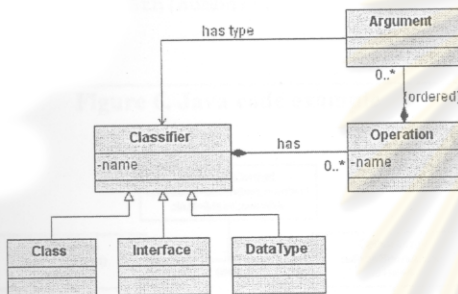 Argument
has type
0..*
{ordered}
Classifier
-name
has
0..*
Operation
-name
Class
Interface
DataType